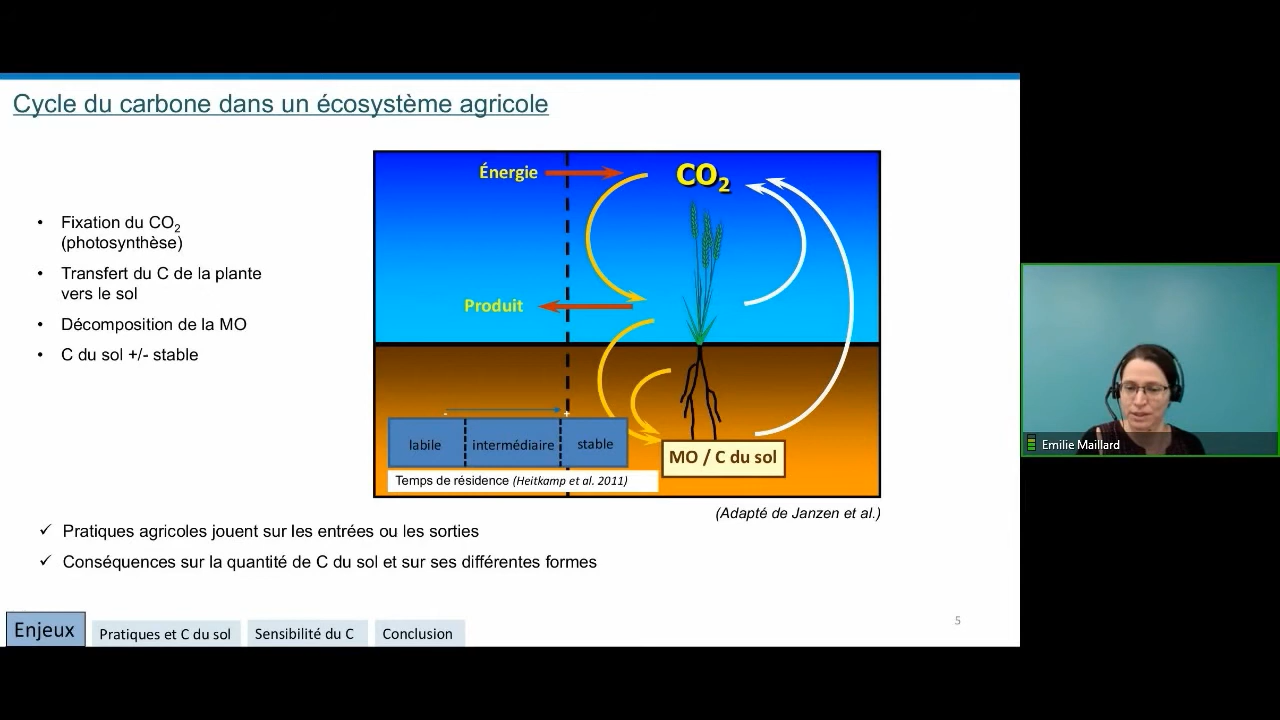 Cycle du carbone dans un écosystème agricole
• Fixation du CO₂
(photosynthèse)
• Transfert du C de la plante
vers le sol
• Décomposition de la MO
• C du sol +/- stable
Énergie
CO₂
Produit
- +
labile intermédiaire stable
MO / C du sol
Temps de résidence (Heitkamp et al. 2011)
(Adapté de Janzen et al.)
✓ Pratiques agricoles jouent sur les entrées ou les sorties
✓ Conséquences sur la quantité de C du sol et sur ses différentes formes
Enjeux Pratiques et C du sol Sensibilité du C Conclusion
5
Emilie Maillard